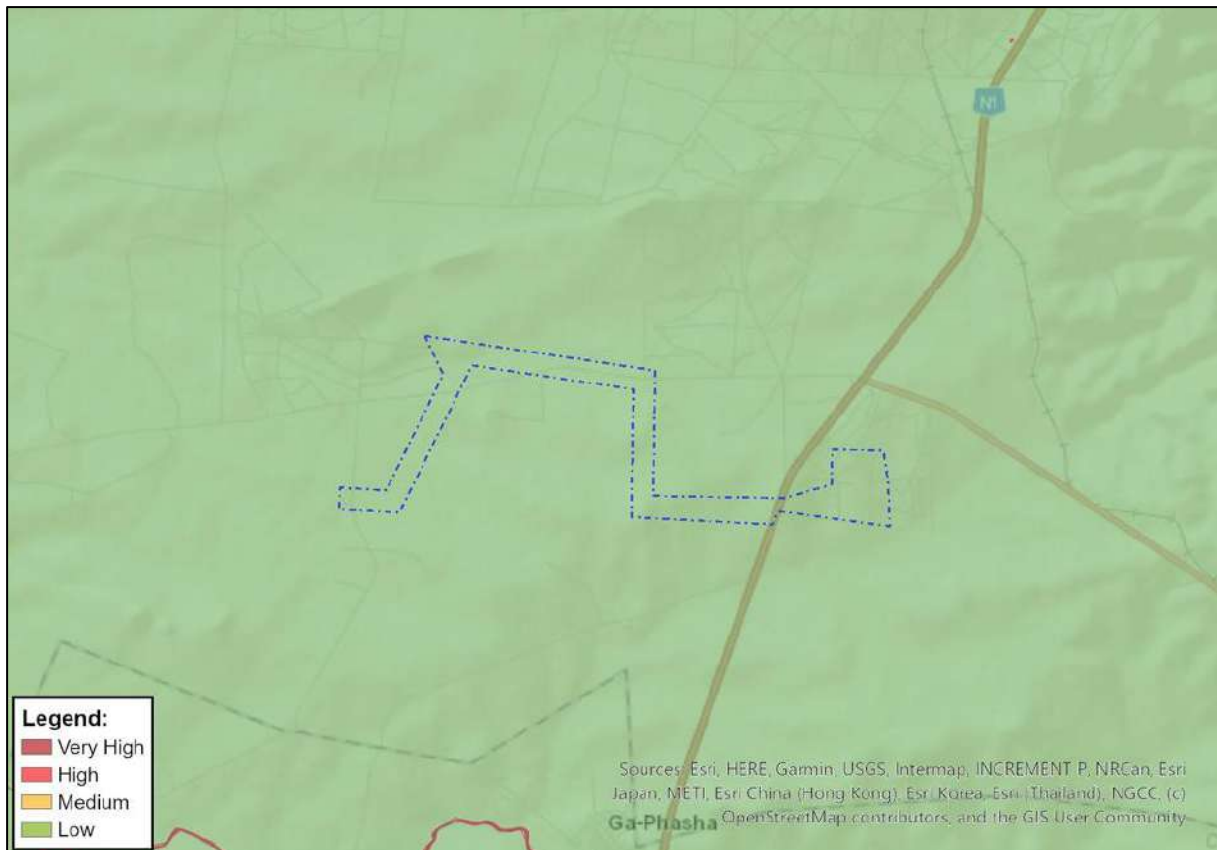 N1
Legend:
Very High
High
Medium
Low
Sources: Esri, HERE, Garmin, USGS, Intermap, INCREMENT P, NRCan, Esri
Japan, METI, Esri China (Hong Kong), Esri Korea, Esri (Thailand), NGCC, (c)
OpenStreetMap contributors, and the GIS User Community
Ga-Phasha